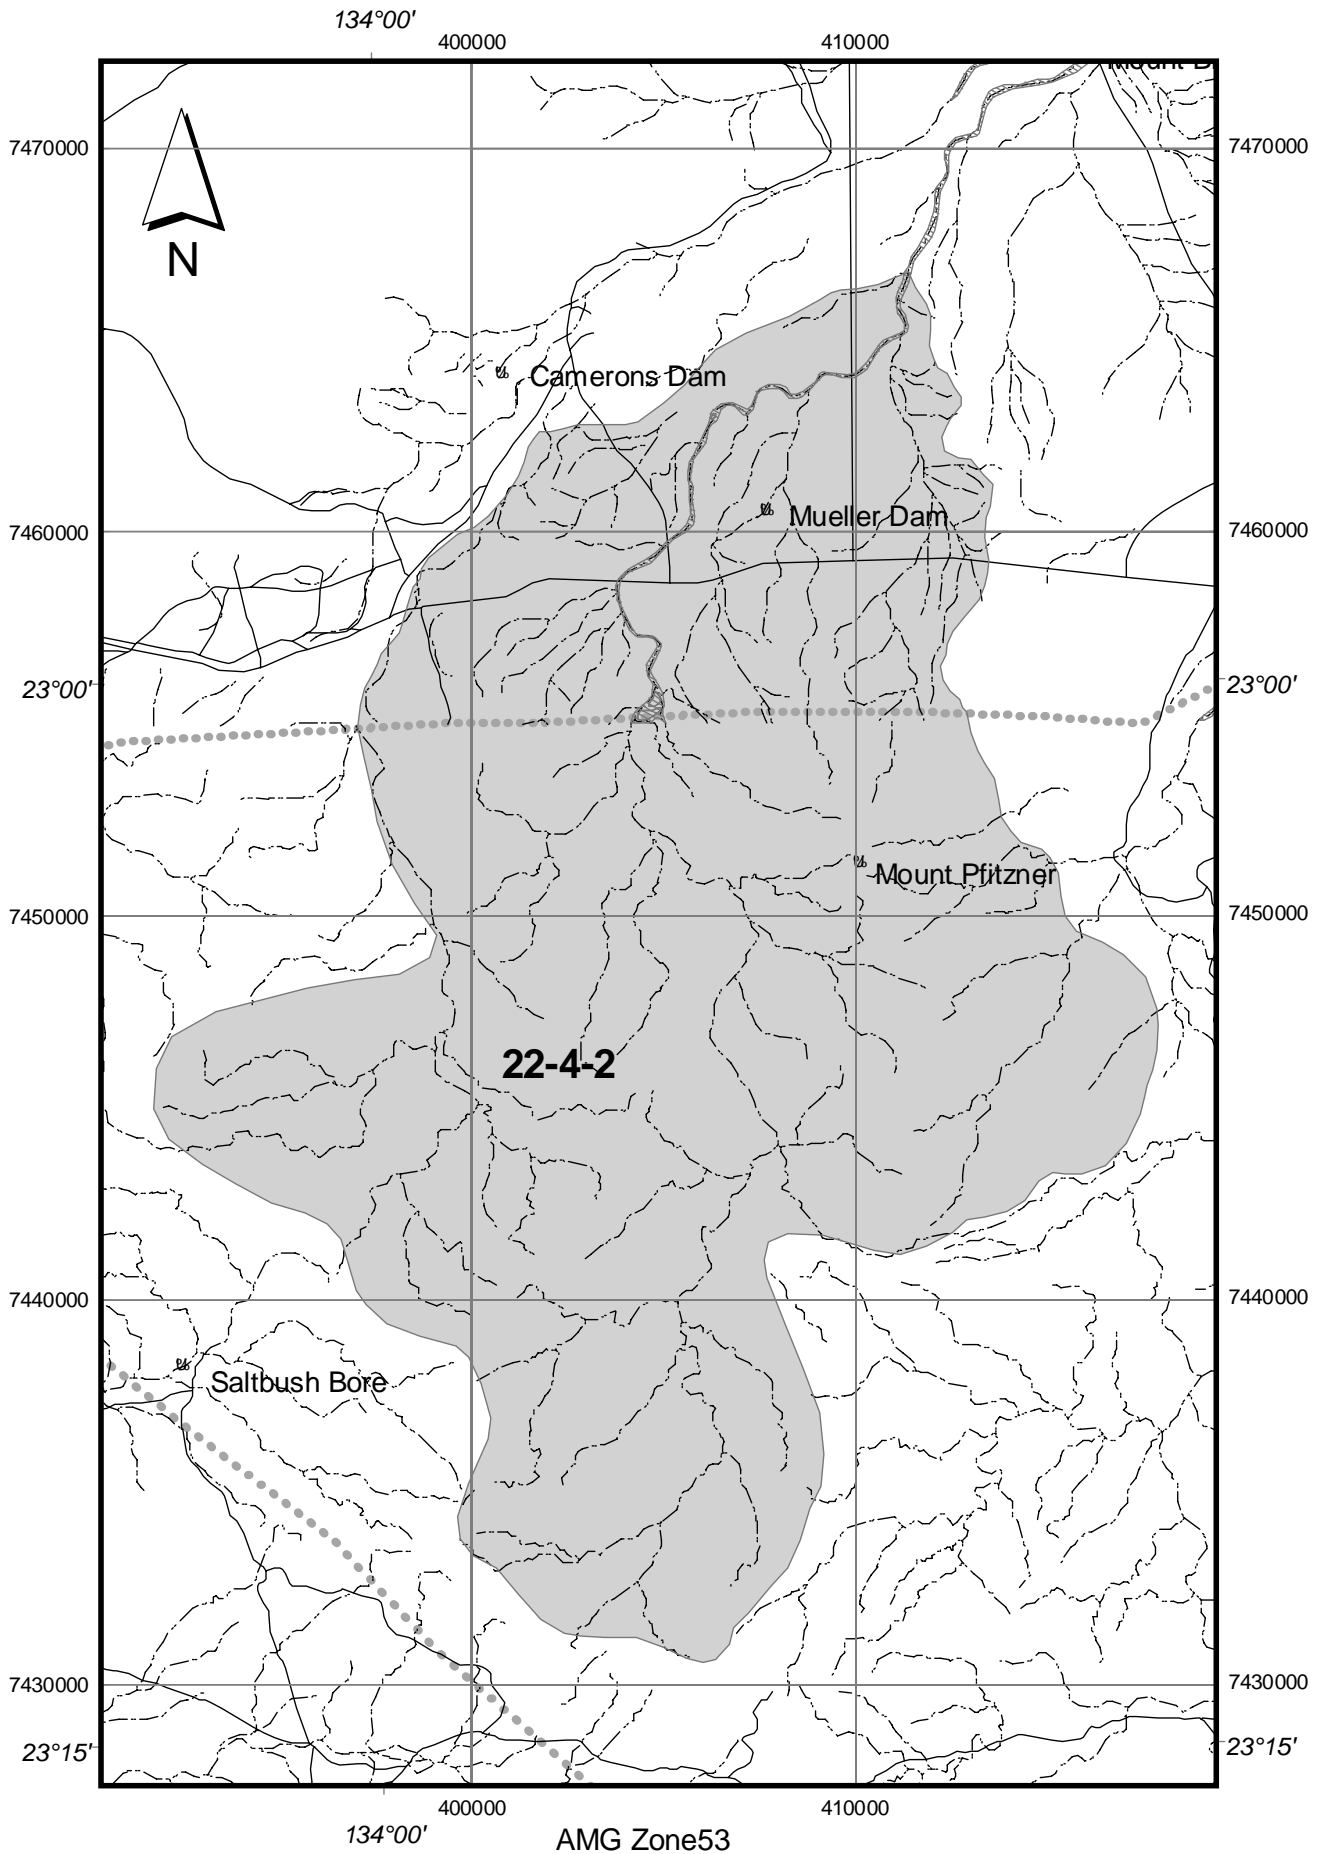 134°00'
400000 410000
Mount
7470000 7470000
N
Camerons Dam
Mueller Dam
7460000 7460000
23°00' 23°00'
Mount Pfitzner
7450000 7450000
22-4-2
7440000 7440000
Saltbush Bore
7430000 7430000
23°15' 23°15'
400000 410000
134°00'
AMG Zone53